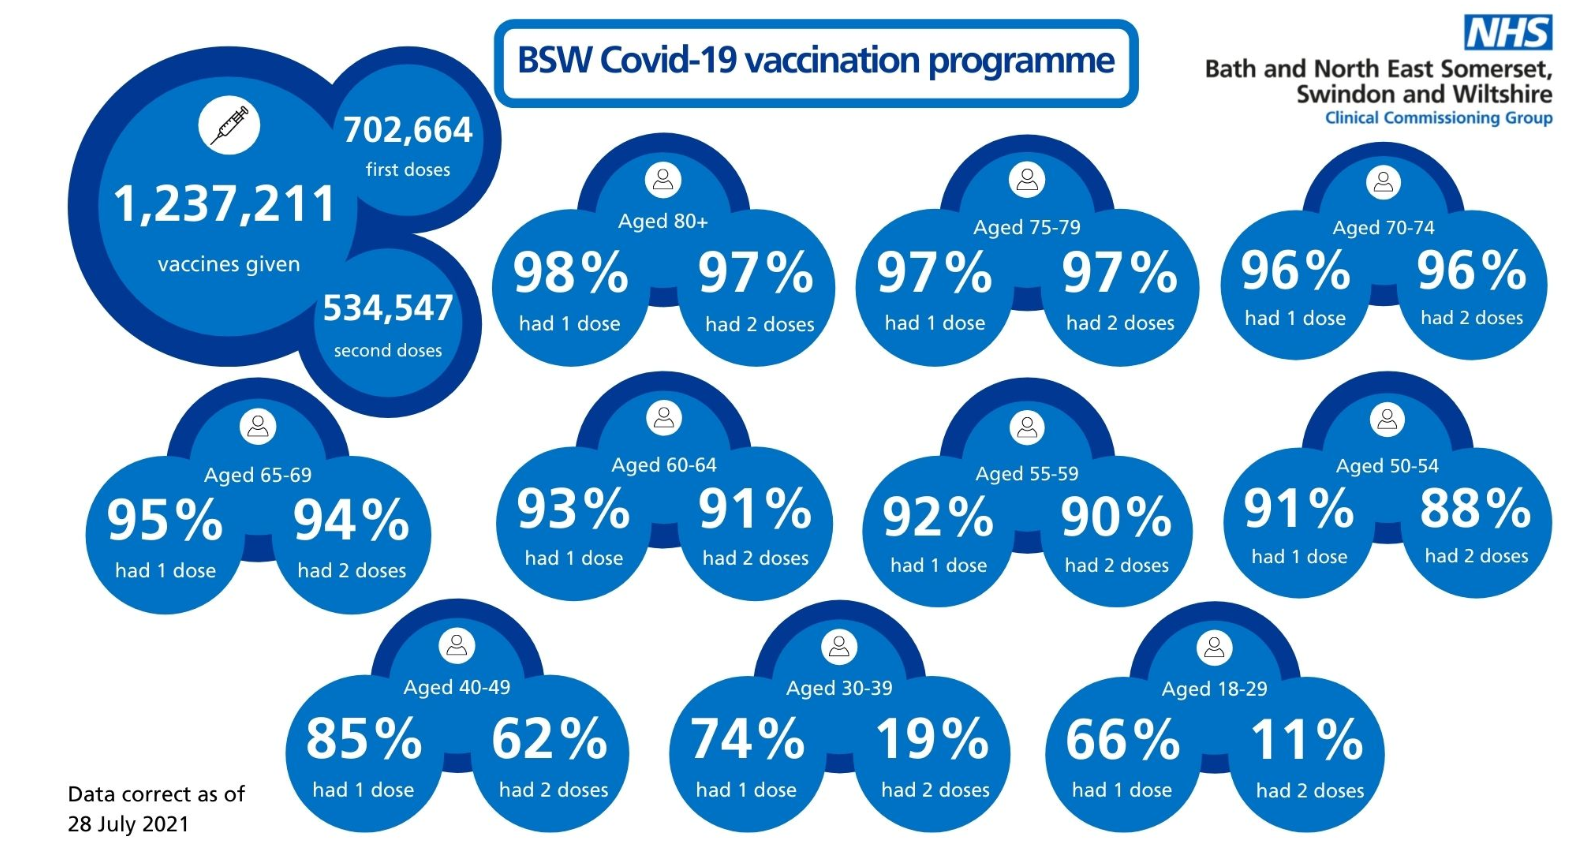 BSW Covid-19 vaccination programme
NHS
Bath and North East Somerset,
Swindon and Wiltshire
Clinical Commissioning Group
1,237,211
vaccines given
702,664
first doses
534,547
second doses
Aged 80+
98% 97%
had 1 dose had 2 doses
Aged 75-79
97% 97%
had 1 dose had 2 doses
Aged 70-74
96% 96%
had 1 dose had 2 doses
Aged 65-69
95% 94%
had 1 dose had 2 doses
Aged 60-64
93% 91%
had 1 dose had 2 doses
Aged 55-59
92% 90%
had 1 dose had 2 doses
Aged 50-54
91% 88%
had 1 dose had 2 doses
Aged 40-49
85% 62%
had 1 dose had 2 doses
Aged 30-39
74% 19%
had 1 dose had 2 doses
Aged 18-29
66% 11%
had 1 dose had 2 doses
Data correct as of
28 July 2021